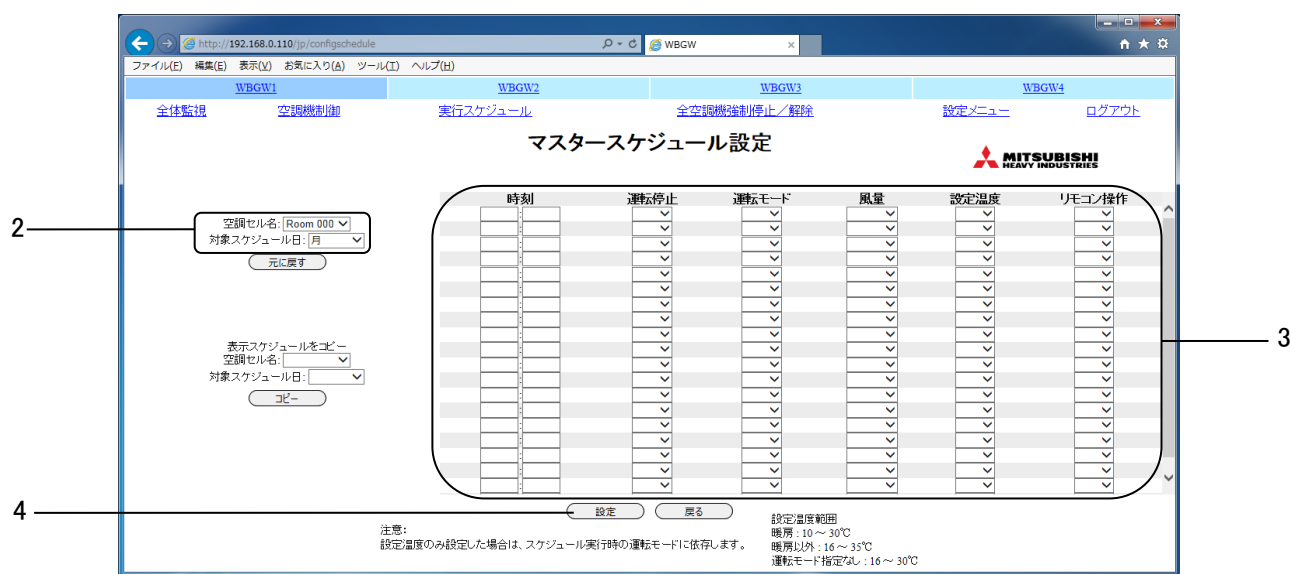 http://192.168.0.110/jp/configschedule
WBGW
ファイル(F) 編集(E) 表示(V) お気に入り(A) ツール(T) ヘルプ(H)
WBGW1 WBGW2 WBGW3 WBGW4
全体監視 空調機制御 実行スケジュール 全空調機強制停止／解除 設定メニュー ログアウト
マスタースケジュール設定
MITSUBISHI
HEAVY INDUSTRIES
時刻 運転停止 運転モード 風量 設定温度 リモコン操作
2
空調セル名: Room 000
対象スケジュール日: 月
元に戻す
3
表示スケジュールをコピー
空調セル名:
対象スケジュール日:
コピー
4
設定 戻る
注意:
設定温度のみ設定した場合は、スケジュール実行時の運転モードに依存します。
設定温度範囲
暖房 : 10 ～ 30℃
暖房以外 : 16 ～ 35℃
運転モード指定なし : 16 ～ 30℃